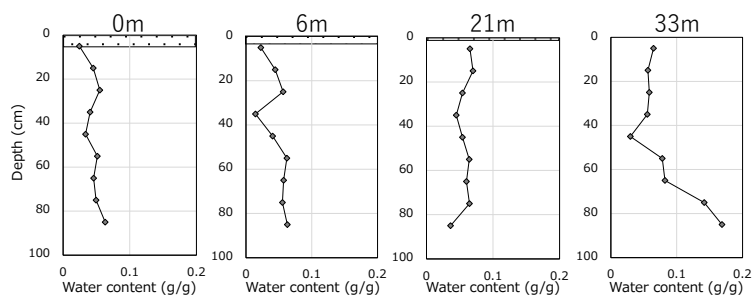 0m 6m 21m 33m
0 0 0 0
20 20 20 20
40 40 40 40
60 60 60 60
80 80 80 80
100 100 100 100
Depth (cm)
0 0.1 0.2 0 0.1 0.2 0 0.1 0.2 0 0.1 0.2
Water content (g/g) Water content (g/g) Water content (g/g) Water content (g/g)